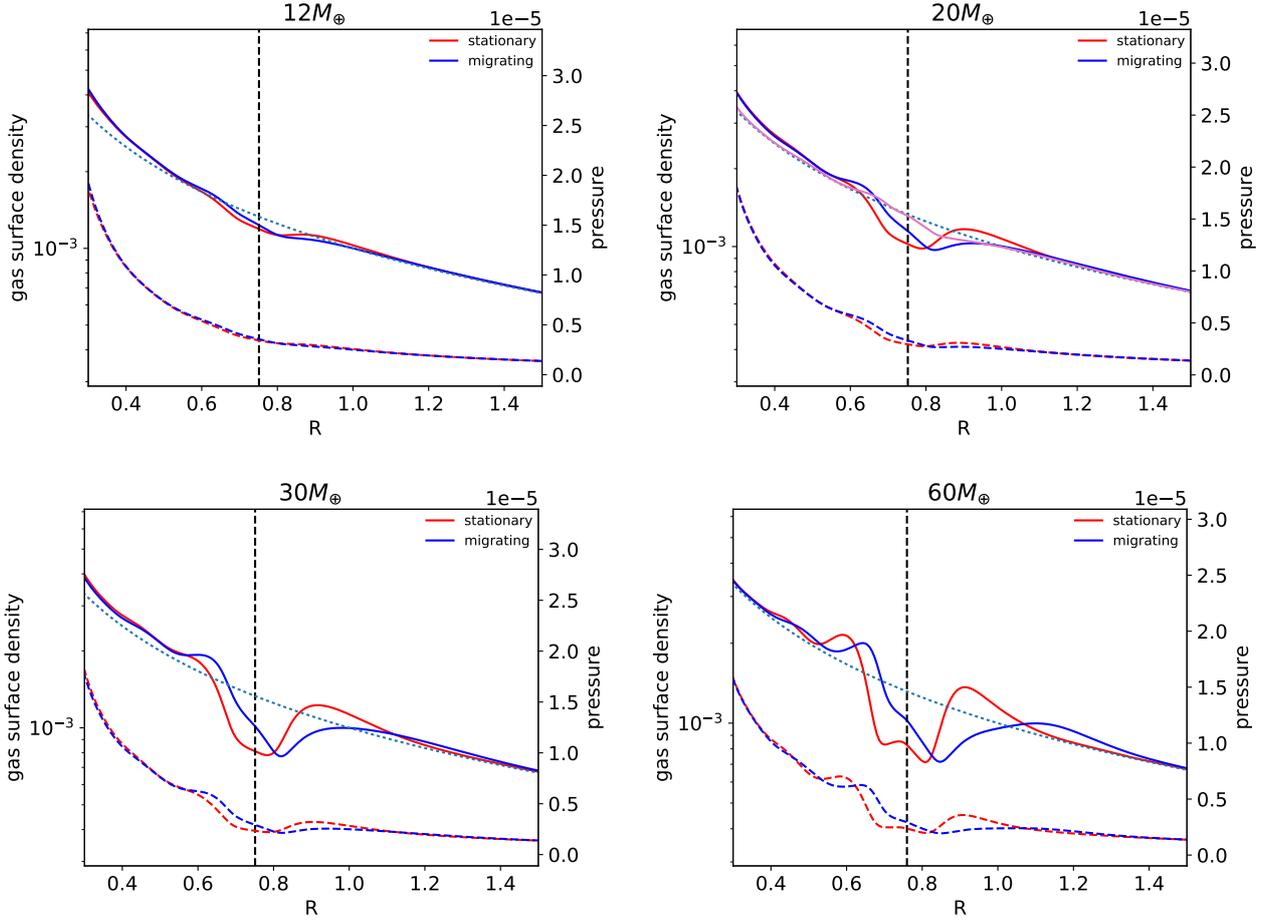 12M⊕
1e−5
stationary
migrating
gas surface density
10⁻³
3.0
2.5
2.0
1.5
1.0
0.5
0.0
pressure
0.4 0.6 0.8 1.0 1.2 1.4
R
20M⊕
1e−5
stationary
migrating
gas surface density
10⁻³
3.0
2.5
2.0
1.5
1.0
0.5
0.0
pressure
0.4 0.6 0.8 1.0 1.2 1.4
R
30M⊕
1e−5
stationary
migrating
gas surface density
10⁻³
3.0
2.5
2.0
1.5
1.0
0.5
0.0
pressure
0.4 0.6 0.8 1.0 1.2 1.4
R
60M⊕
1e−5
stationary
migrating
gas surface density
10⁻³
3.0
2.5
2.0
1.5
1.0
0.5
0.0
pressure
0.4 0.6 0.8 1.0 1.2 1.4
R